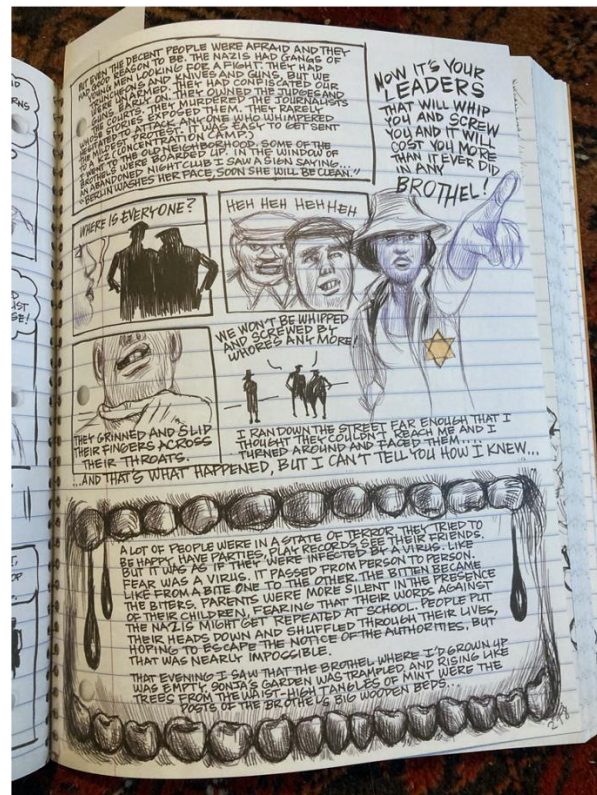 BUT EVEN THE DECENT PEOPLE WERE AFRAID AND THEY
HAD GOOD REASON TO BE. THE NAZIS HAD GANGS OF
YOUNG MEN LOOKING FOR A FIGHT. THEY HAD
TRUNCHEONS AND KNIVES AND GUNS, BUT WE
WERE UNARMED. THEY HAD CONFISCATED OUR
GUNS EARLY ON. THEY OWNED THE JUDGES AND
THE COURTS. THEY MURDERED THE JOURNALISTS
WHOSE STORIES EXPOSED THEM. THEY RARELY
HESITATED TO ATTACK ANYONE WHO WHIMPERED
THE MILDEST PROTEST. IT WAS EASY TO GET SENT
TO A KZ (CONCENTRATION CAMP.)
I WENT TO THE OLD NEIGHBORHOOD. SOME OF THE
BROTHELS WERE BOARDED UP. IN THE WINDOW OF
AN ABANDONED NIGHT CLUB I SAW A SIGN SAYING...
"BERLIN WASHES HER FACE, SOON SHE WILL BE CLEAN."
NOW IT'S YOUR
LEADERS
THAT WILL WHIP
YOU AND SCREW
YOU AND IT WILL
COST YOU MORE
THAN IT EVER DID
IN ANY
BROTHEL!
WHERE IS EVERYONE?
HEH HEH HEH HEH
WE WON'T BE WHIPPED
AND SCREWED BY
WHORES ANY MORE!
THEY GRINNED AND SLID
THEIR FINGERS ACROSS
THEIR THROATS.
I RAN DOWN THE STREET FAR ENOUGH THAT I
THOUGHT THEY COULDN'T REACH ME AND I
TURNED AROUND AND FACED THEM....
...AND THAT'S WHAT HAPPENED, BUT I CAN'T TELL YOU HOW I KNEW...
A LOT OF PEOPLE WERE IN A STATE OF TERROR. THEY TRIED TO
BE HAPPY, HAVE PARTIES, PLAY RECORDS, SEE THEIR FRIENDS.
BUT IT WAS AS IF THEY WERE INFECTED BY A VIRUS. LIKE
FEAR WAS A VIRUS. IT PASSED FROM PERSON TO PERSON.
LIKE FROM A BITE ONE TO THE OTHER. THE BITTEN BECAME
THE BITERS. PARENTS WERE MORE SILENT IN THE PRESENCE
OF THEIR CHILDREN, FEARING THAT THEIR WORDS AGAINST
THE NAZIS MIGHT GET REPEATED AT SCHOOL. PEOPLE PUT
THEIR HEADS DOWN AND SHUFFLED THROUGH THEIR LIVES,
HOPING TO ESCAPE THE NOTICE OF THE AUTHORITIES, BUT
THAT WAS NEARLY IMPOSSIBLE.
THAT EVENING I SAW THAT THE BROTHEL WHERE I'D GROWN UP
WAS EMPTY. SONJA'S GARDEN WAS TRAMPLED AND RISING LIKE
TREES FROM THE WAIST-HIGH TANGLES OF MINT WERE THE
POSTS OF THE BROTHEL'S BIG WOODEN BEDS...